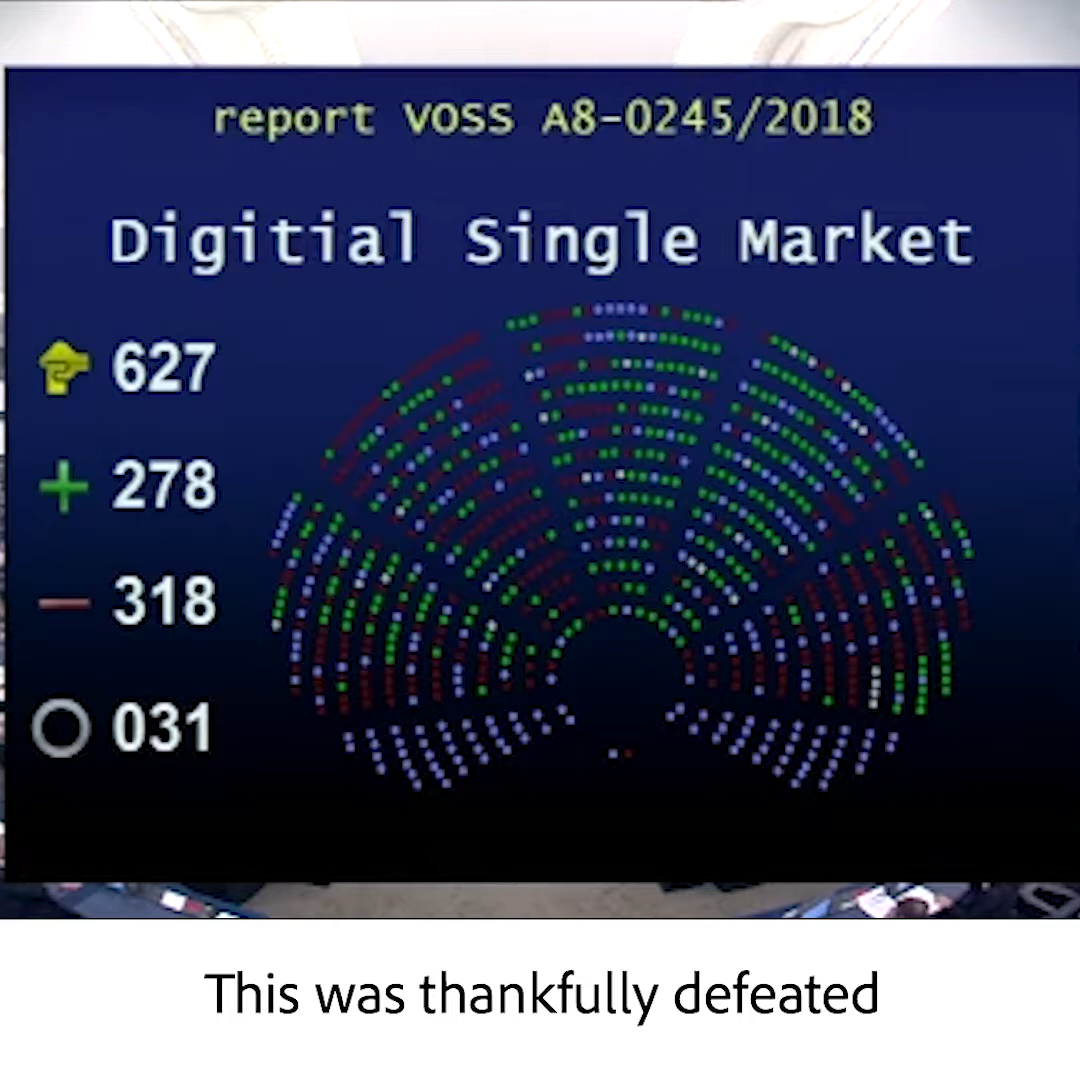 report VOSS A8-0245/2018
Digitial Single Market
627
278
318
031
This was thankfully defeated